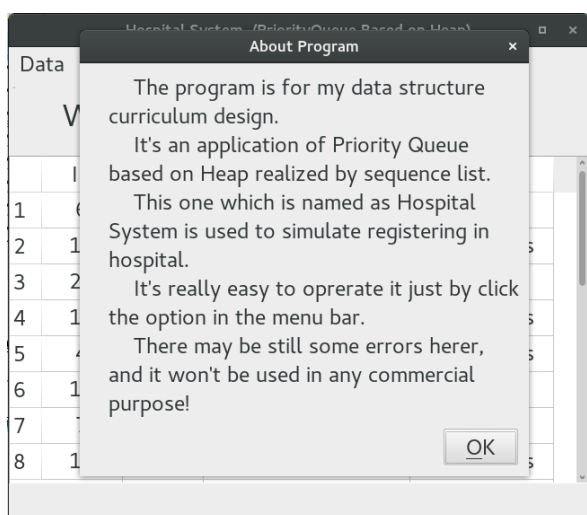 Hospital System (PriorityQueue Based on Heap)
About Program
Data
The program is for my data structure
curriculum design.
It's an application of Priority Queue
based on Heap realized by sequence list.
This one which is named as Hospital
System is used to simulate registering in
hospital.
It's really easy to oprerate it just by click
the option in the menu bar.
There may be still some errors herer,
and it won't be used in any commercial
purpose!
OK
1
2
3
4
5
6
7
8